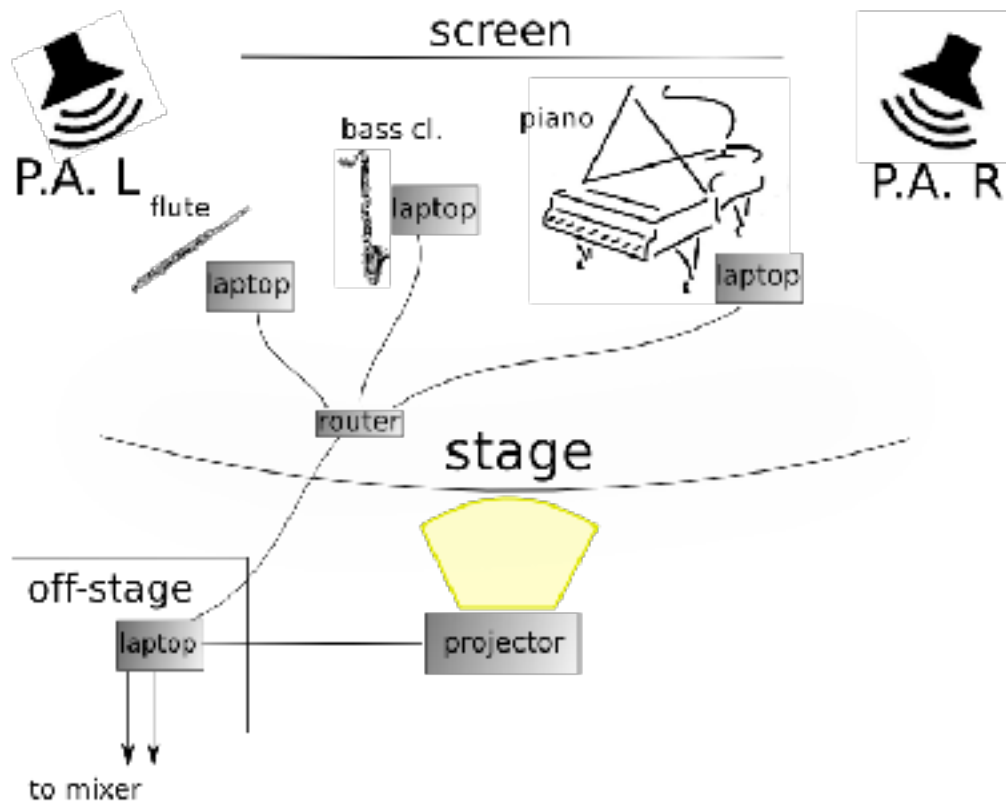 screen
P.A. L
P.A. R
bass cl.
piano
flute
laptop
laptop
laptop
router
stage
off-stage
laptop
projector
to mixer